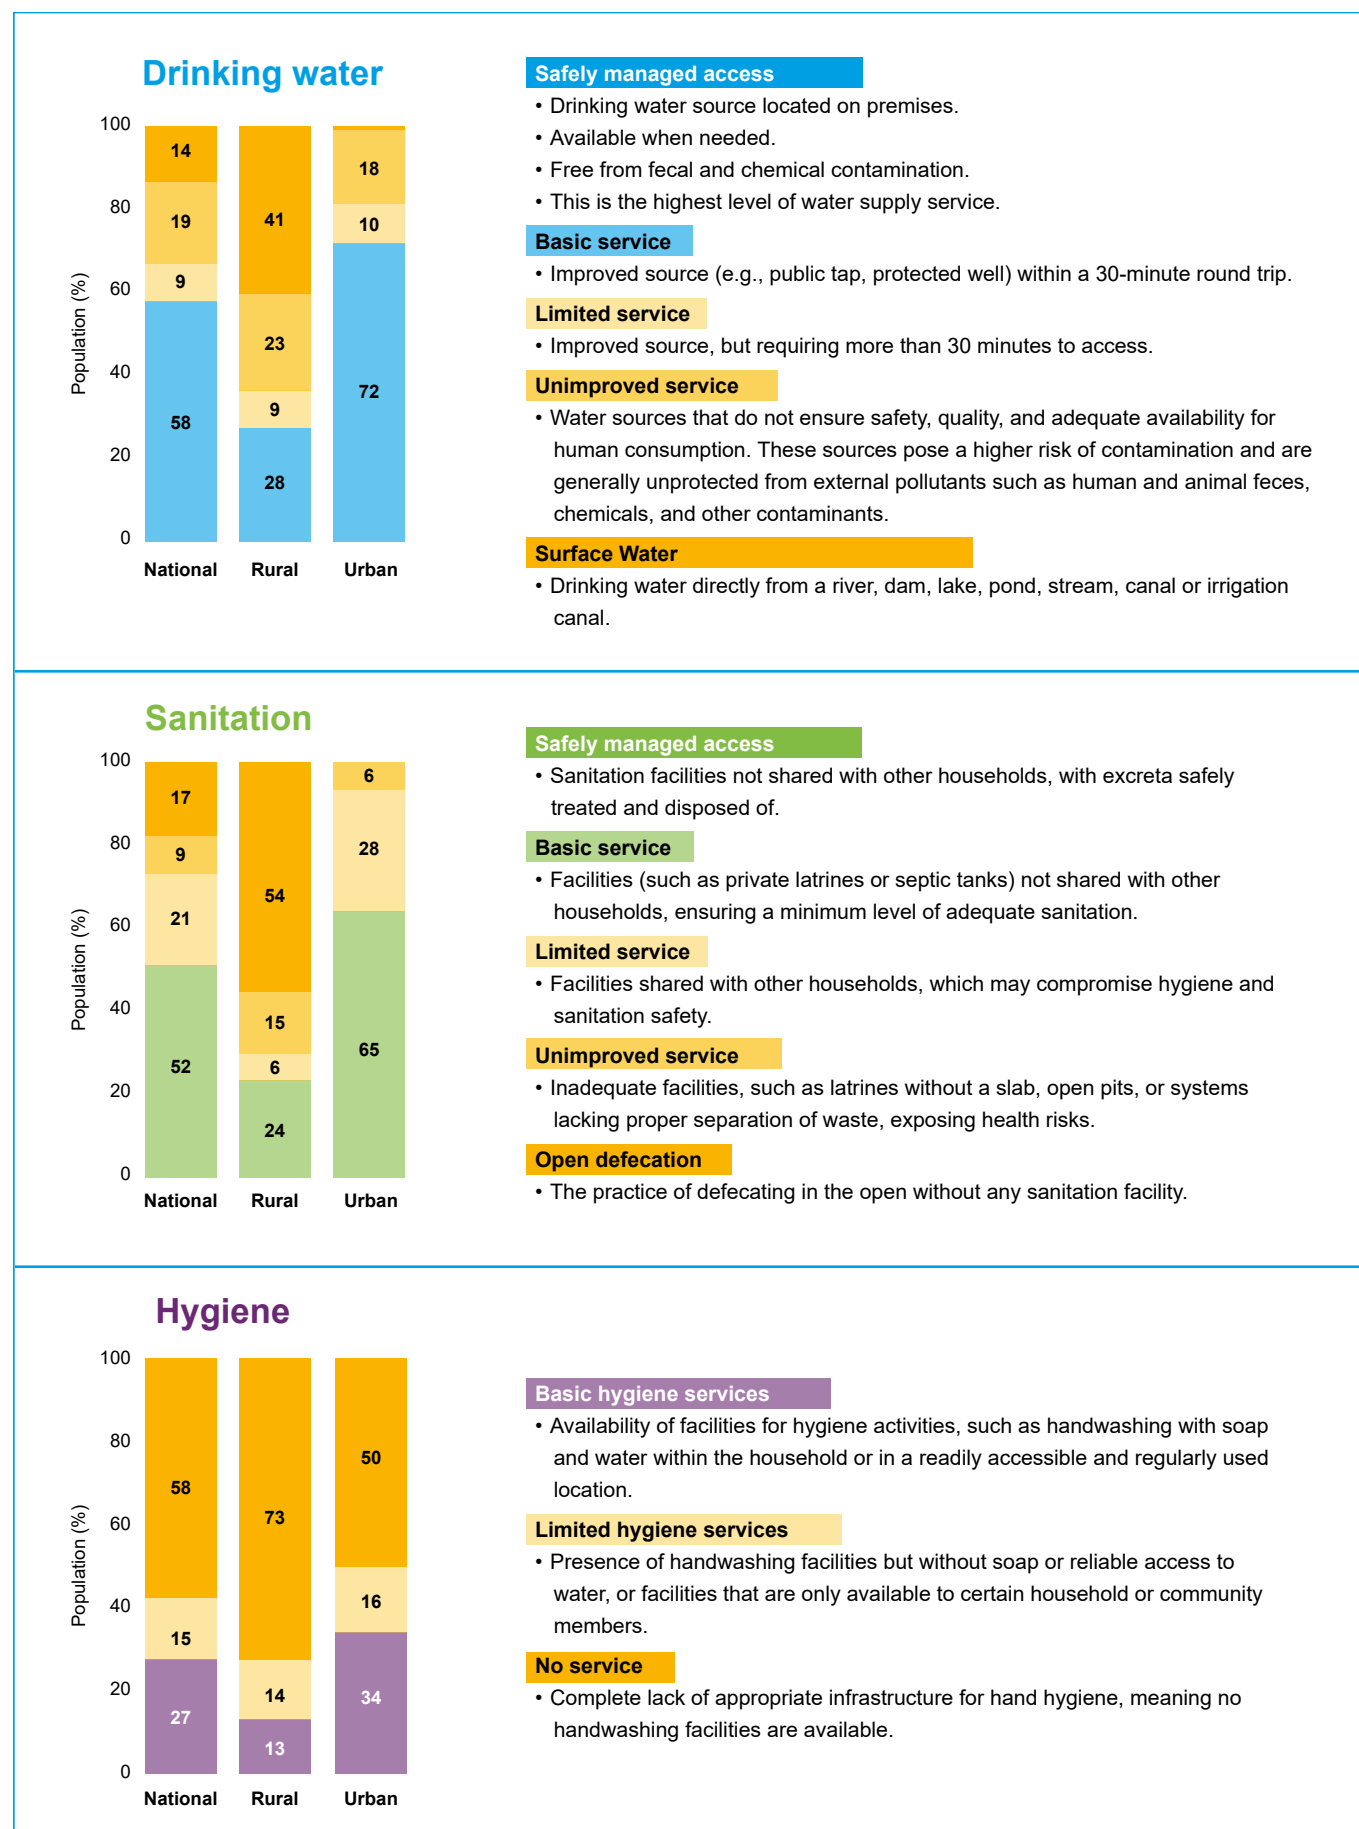 Drinking water
Population (%)
100
80
60
40
20
0
14
19
9
58
41
23
9
28
18
10
72
National Rural Urban
Safely managed access
• Drinking water source located on premises.
• Available when needed.
• Free from fecal and chemical contamination.
• This is the highest level of water supply service.
Basic service
• Improved source (e.g., public tap, protected well) within a 30-minute round trip.
Limited service
• Improved source, but requiring more than 30 minutes to access.
Unimproved service
• Water sources that do not ensure safety, quality, and adequate availability for
human consumption. These sources pose a higher risk of contamination and are
generally unprotected from external pollutants such as human and animal feces,
chemicals, and other contaminants.
Surface Water
• Drinking water directly from a river, dam, lake, pond, stream, canal or irrigation
canal.
Sanitation
Population (%)
100
80
60
40
20
0
17
9
21
52
54
15
6
24
6
28
65
National Rural Urban
Safely managed access
• Sanitation facilities not shared with other households, with excreta safely
treated and disposed of.
Basic service
• Facilities (such as private latrines or septic tanks) not shared with other
households, ensuring a minimum level of adequate sanitation.
Limited service
• Facilities shared with other households, which may compromise hygiene and
sanitation safety.
Unimproved service
• Inadequate facilities, such as latrines without a slab, open pits, or systems
lacking proper separation of waste, exposing health risks.
Open defecation
• The practice of defecating in the open without any sanitation facility.
Hygiene
Population (%)
100
80
60
40
20
0
58
15
27
73
14
13
50
16
34
National Rural Urban
Basic hygiene services
• Availability of facilities for hygiene activities, such as handwashing with soap
and water within the household or in a readily accessible and regularly used
location.
Limited hygiene services
• Presence of handwashing facilities but without soap or reliable access to
water, or facilities that are only available to certain household or community
members.
No service
• Complete lack of appropriate infrastructure for hand hygiene, meaning no
handwashing facilities are available.